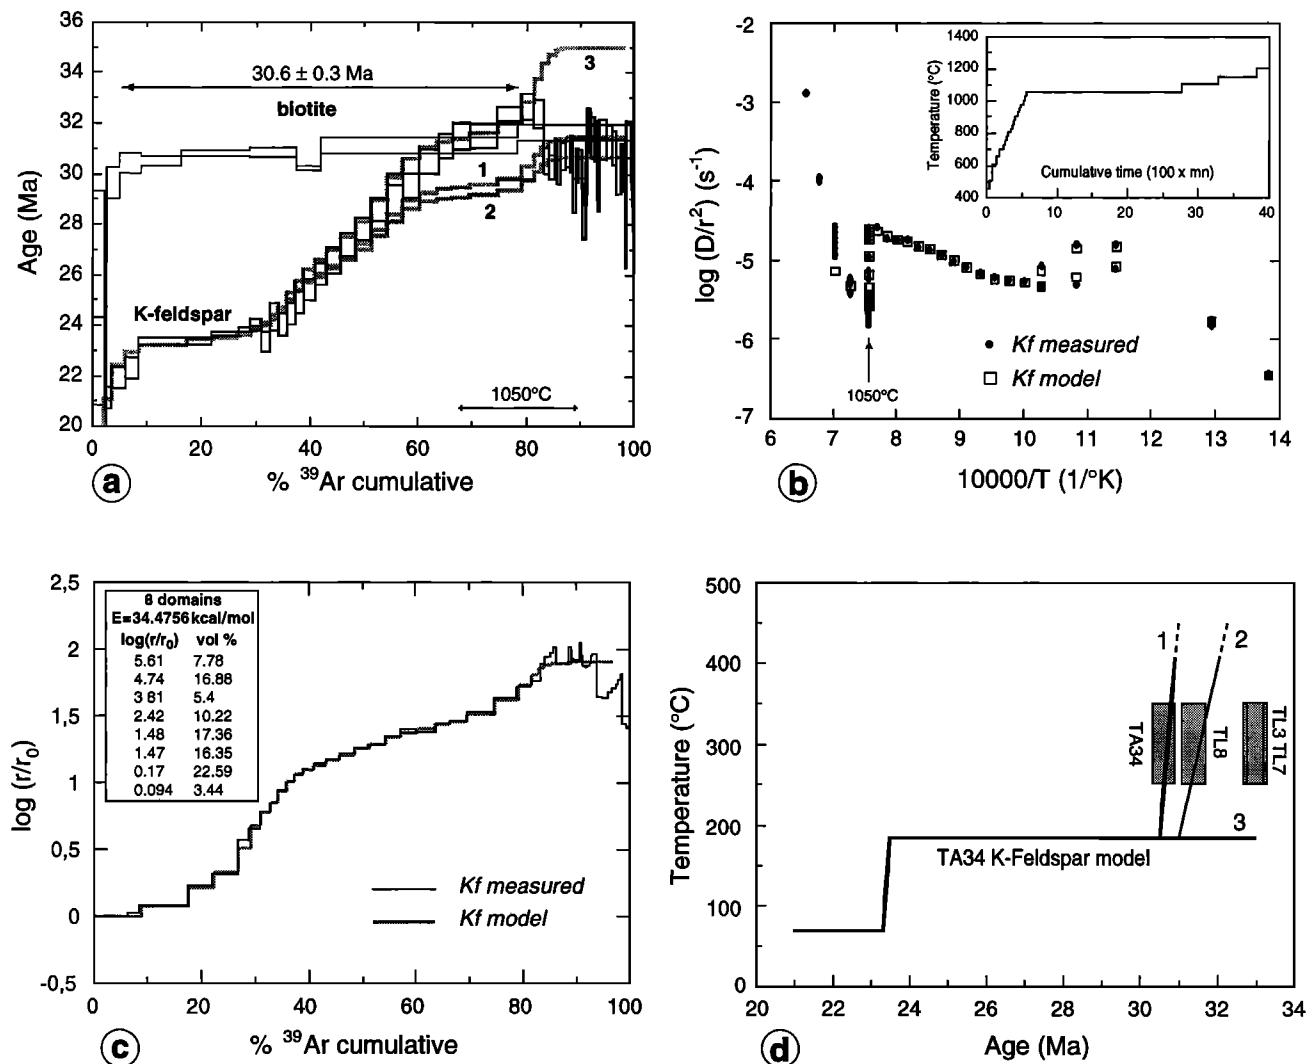 36
34
32
30
28
26
24
22
20
Age (Ma)
30.6 ± 0.3 Ma
biotite
3
1
2
K-feldspar
1050°C
0 20 40 60 80 100
% ³⁹Ar cumulative
a
-2
-3
-4
-5
-6
-7
log (D/r²) (s⁻¹)
1400
1200
1000
800
600
400
Temperature (°C)
Cumulative time (100 x mn)
0 10 20 30 40
Kf measured
Kf model
1050°C
6 7 8 9 10 11 12 13 14
10000/T (1/°K)
b
2,5
2
1,5
1
0,5
0
-0,5
log (r/r₀)
8 domains
E=34.4756 kcal/mol
log(r/r₀) vol %
5.61 7.78
4.74 16.88
3 81 5.4
2.42 10.22
1.48 17.36
1.47 16.35
0.17 22.59
0.094 3.44
Kf measured
Kf model
0 20 40 60 80 100
% ³⁹Ar cumulative
c
500
400
300
200
100
0
Temperature (°C)
1
2
TA34
TL8
TL3 TL7
3
TA34 K-Feldspar model
20 22 24 26 28 30 32 34
Age (Ma)
d